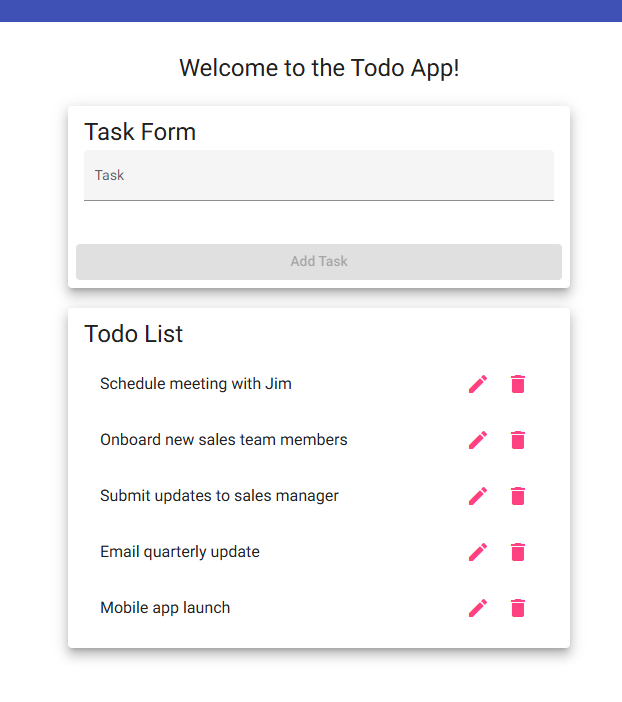 Welcome to the Todo App!
Task Form
Task
Add Task
Todo List
Schedule meeting with Jim
Onboard new sales team members
Submit updates to sales manager
Email quarterly update
Mobile app launch